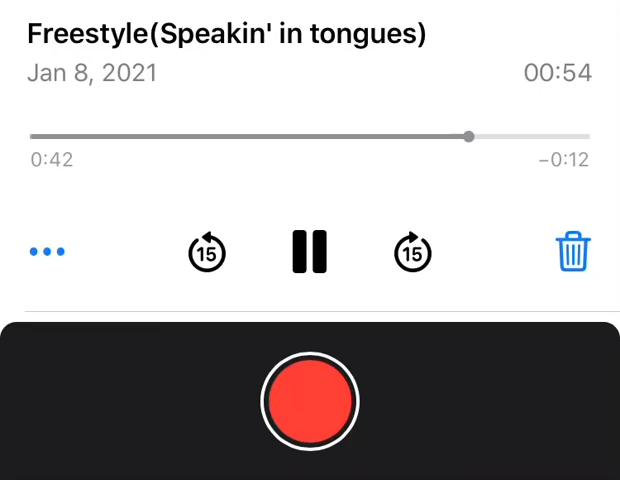 Freestyle(Speakin' in tongues)
Jan 8, 2021 00:54
0:42 −0:12
15 15